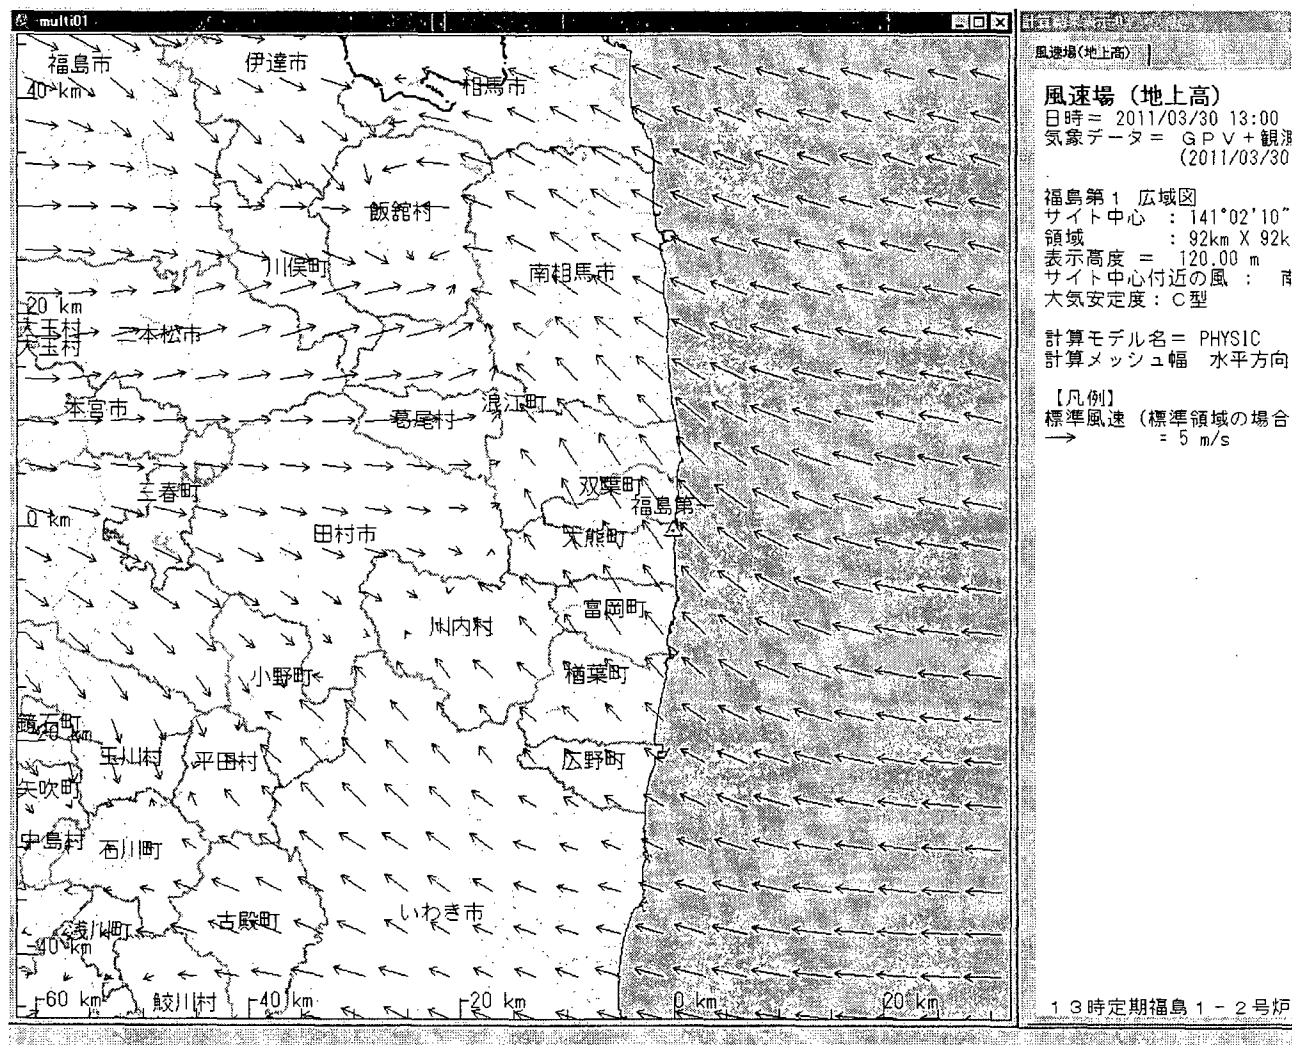 multi01
福島市
伊達市
相馬市
40 km
飯舘村
川俣町
南相馬市
20 km
大玉村
大玉村
二本松市
本宮市
葛尾村
浪江町
三春町
双葉町
福島第一
0 km
田村市
大熊町
川内村
富岡町
小野町
楢葉町
鏡石町
-20 km
玉川村
平田村
広野町
矢吹町
中島村
石川町
浅川町
古殿町
いわき市
-40 km
-60 km
-40 km
-20 km
0 km
20 km
鮫川村
風速場(地上高)
風速場（地上高）
日時＝ 2011/03/30 13:00
気象データ＝ ＧＰＶ＋観測
(2011/03/30
福島第１ 広域図
サイト中心 ： 141°02'10"
領域 ： 92km X 92k
表示高度 ＝ 120.00 m
サイト中心付近の風 ： 南
大気安定度：Ｃ型
計算モデル名＝ PHYSIC
計算メッシュ幅 水平方向
【凡例】
標準風速（標準領域の場合
→ ＝ 5 m/s
１３時定期福島１－２号炉